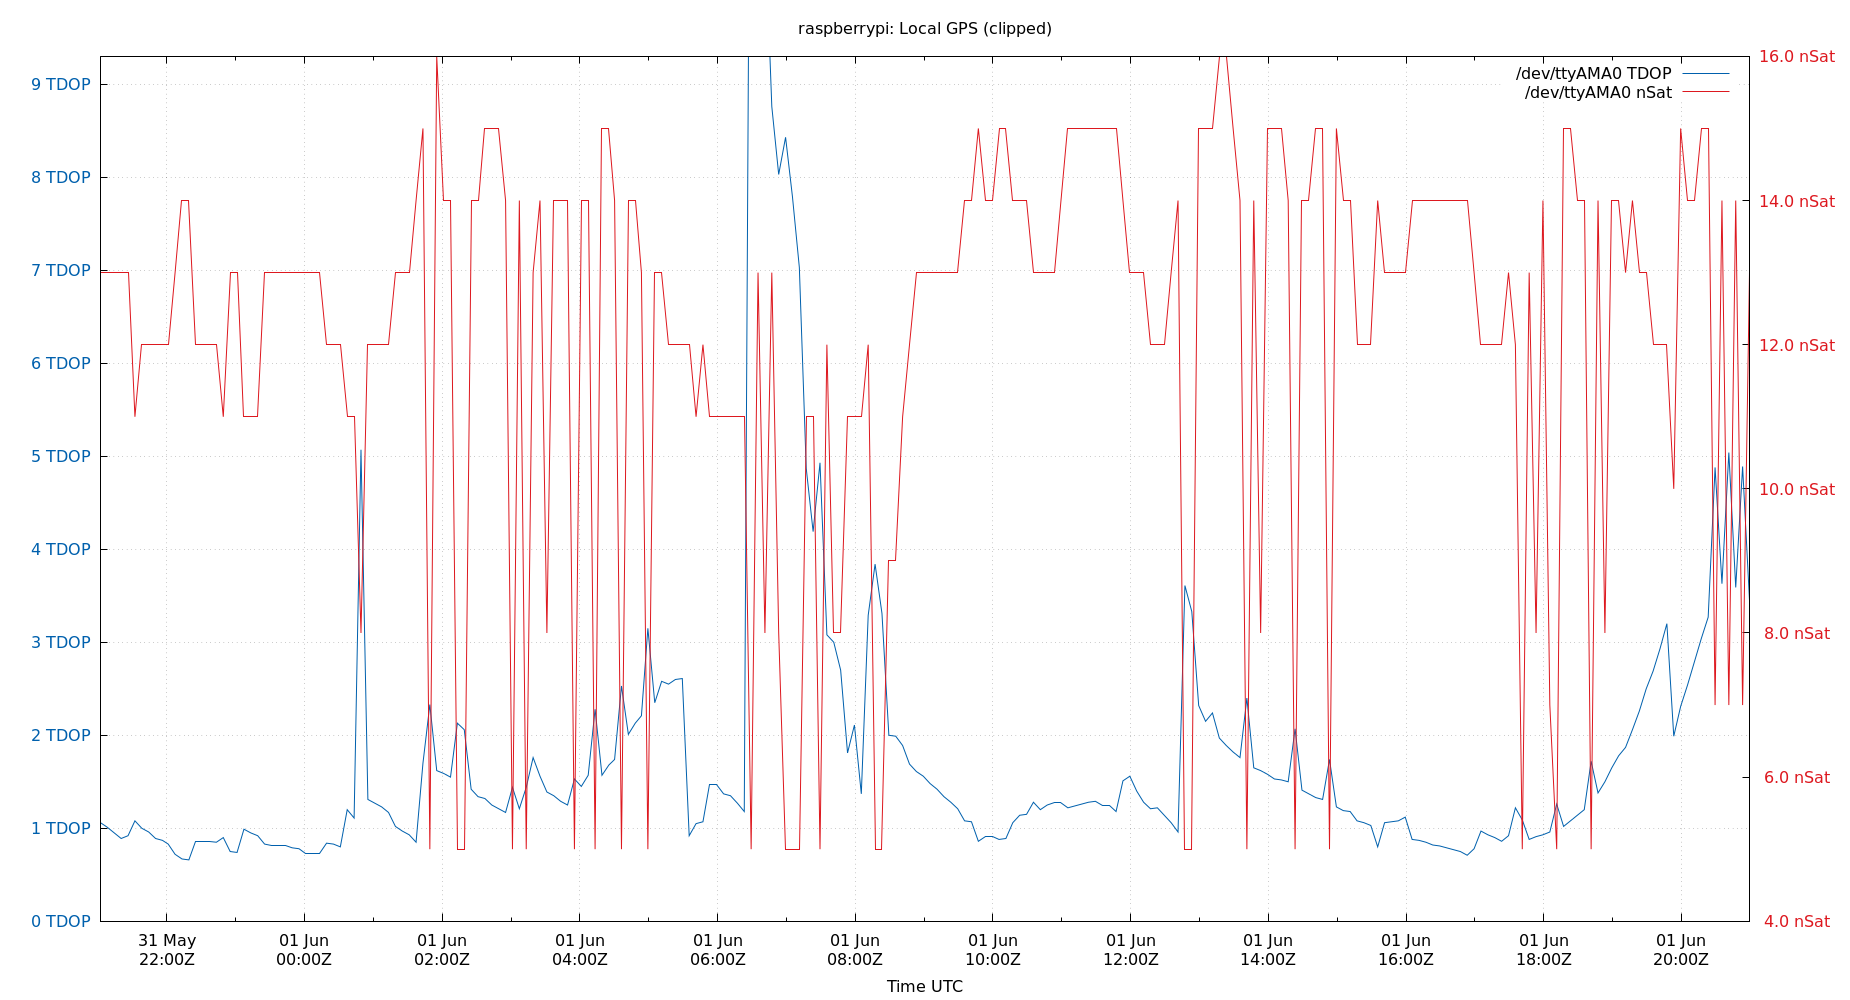 raspberrypi: Local GPS (clipped)
/dev/ttyAMA0 TDOP
/dev/ttyAMA0 nSat
9 TDOP
8 TDOP
7 TDOP
6 TDOP
5 TDOP
4 TDOP
3 TDOP
2 TDOP
1 TDOP
0 TDOP
16.0 nSat
14.0 nSat
12.0 nSat
10.0 nSat
8.0 nSat
6.0 nSat
4.0 nSat
31 May
22:00Z
01 Jun
00:00Z
01 Jun
02:00Z
01 Jun
04:00Z
01 Jun
06:00Z
01 Jun
08:00Z
01 Jun
10:00Z
01 Jun
12:00Z
01 Jun
14:00Z
01 Jun
16:00Z
01 Jun
18:00Z
01 Jun
20:00Z
Time UTC